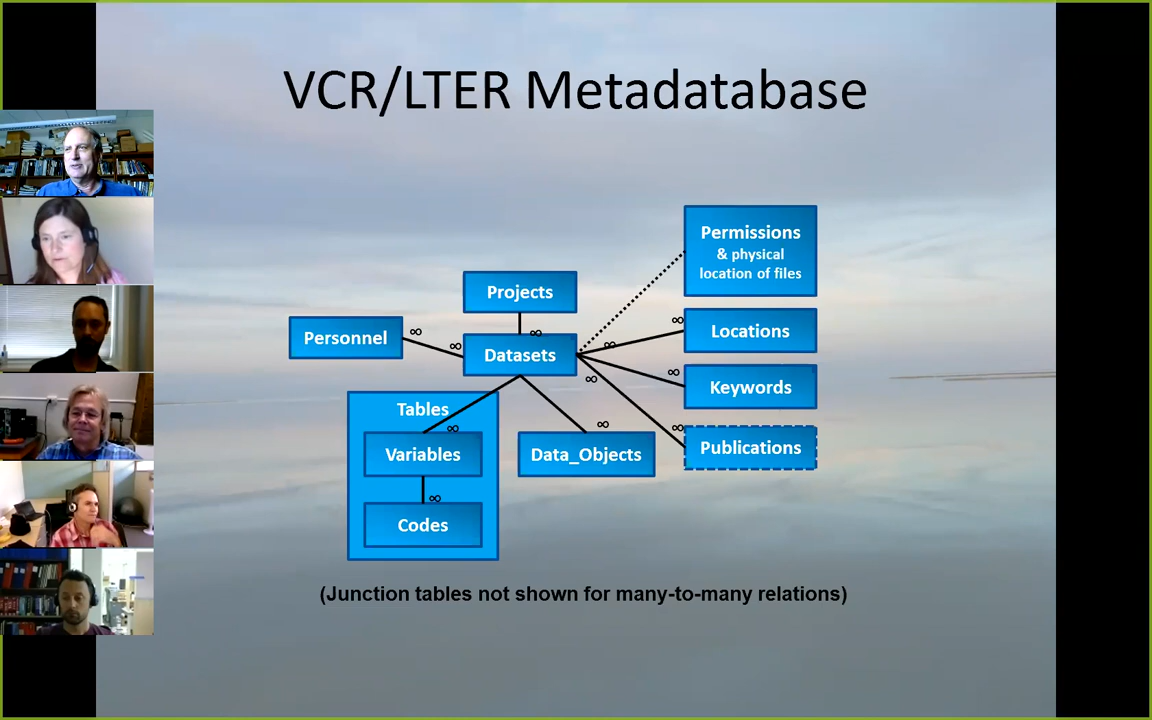 VCR/LTER Metadatabase
Permissions
& physical
location of files
Projects
∞
Locations
∞
∞
Personnel
∞
∞
Datasets
∞
∞
Keywords
Tables
∞
∞
∞
Publications
Variables
Data_Objects
∞
Codes
(Junction tables not shown for many-to-many relations)